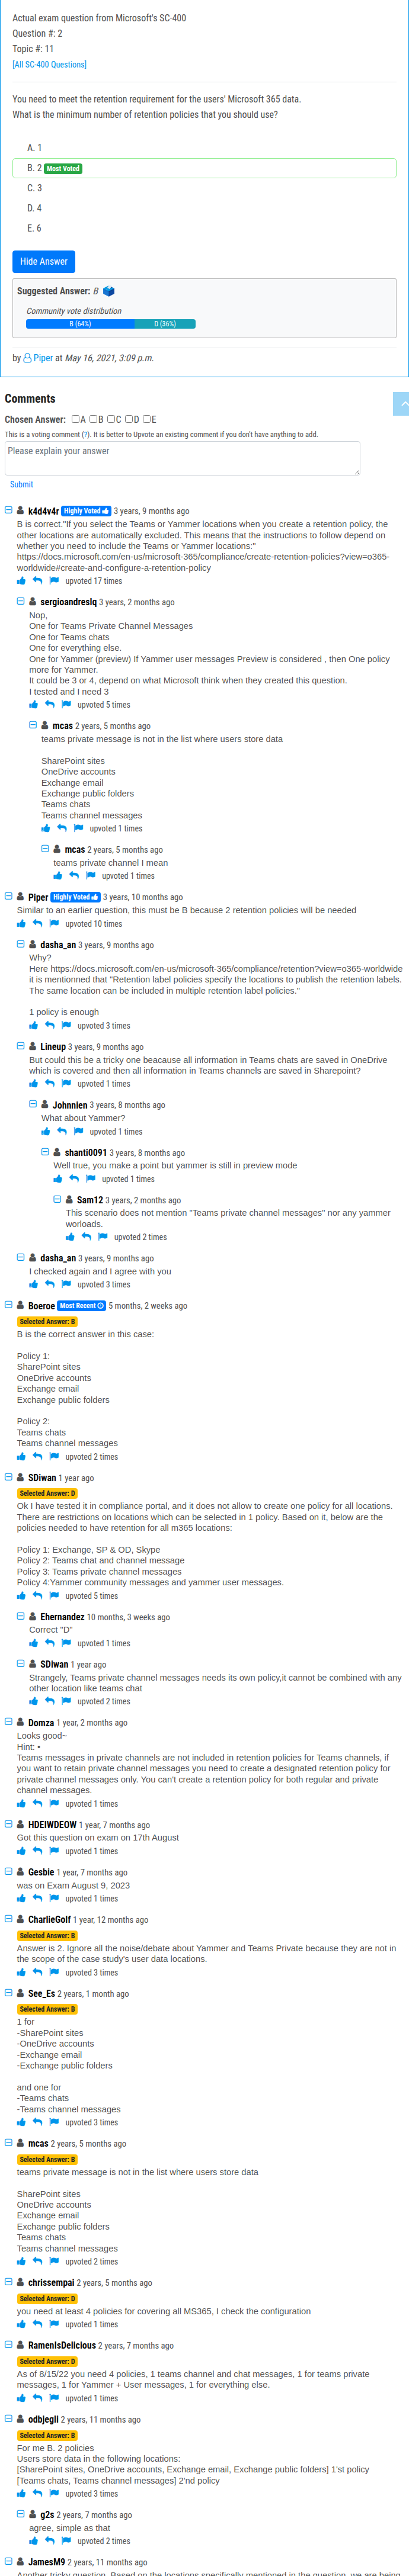 Actual exam question from Microsoft's SC-400
Question #: 2
Topic #: 11
[All SC-400 Questions]
You need to meet the retention requirement for the users' Microsoft 365 data.
What is the minimum number of retention policies that you should use?
A. 1
B. 2 Most Voted
C. 3
D. 4
E. 6
Hide Answer
Suggested Answer: B
Community vote distribution
B (64%) D (36%)
by Piper at May 16, 2021, 3:09 p.m.
Comments
Chosen Answer: A B C D E
This is a voting comment (?). It is better to Upvote an existing comment if you don't have anything to add.
Please explain your answer
Submit
k4d4v4r Highly Voted 3 years, 9 months ago
B is correct."If you select the Teams or Yammer locations when you create a retention policy, the
other locations are automatically excluded. This means that the instructions to follow depend on
whether you need to include the Teams or Yammer locations:"
https://docs.microsoft.com/en-us/microsoft-365/compliance/create-retention-policies?view=o365-
worldwide#create-and-configure-a-retention-policy
upvoted 17 times
sergioandreslq 3 years, 2 months ago
Nop,
One for Teams Private Channel Messages
One for Teams chats
One for everything else.
One for Yammer (preview) If Yammer user messages Preview is considered , then One policy
more for Yammer.
It could be 3 or 4, depend on what Microsoft think when they created this question.
I tested and I need 3
upvoted 5 times
mcas 2 years, 5 months ago
teams private message is not in the list where users store data
SharePoint sites
OneDrive accounts
Exchange email
Exchange public folders
Teams chats
Teams channel messages
upvoted 1 times
mcas 2 years, 5 months ago
teams private channel I mean
upvoted 1 times
Piper Highly Voted 3 years, 10 months ago
Similar to an earlier question, this must be B because 2 retention policies will be needed
upvoted 10 times
dasha_an 3 years, 9 months ago
Why?
Here https://docs.microsoft.com/en-us/microsoft-365/compliance/retention?view=o365-worldwide
it is mentionned that "Retention label policies specify the locations to publish the retention labels.
The same location can be included in multiple retention label policies."
1 policy is enough
upvoted 3 times
Lineup 3 years, 9 months ago
But could this be a tricky one beacause all information in Teams chats are saved in OneDrive
which is covered and then all information in Teams channels are saved in Sharepoint?
upvoted 1 times
Johnnien 3 years, 8 months ago
What about Yammer?
upvoted 1 times
shanti0091 3 years, 8 months ago
Well true, you make a point but yammer is still in preview mode
upvoted 1 times
Sam12 3 years, 2 months ago
This scenario does not mention "Teams private channel messages" nor any yammer
worloads.
upvoted 2 times
dasha_an 3 years, 9 months ago
I checked again and I agree with you
upvoted 3 times
Boeroe Most Recent 5 months, 2 weeks ago
Selected Answer: B
B is the correct answer in this case:
Policy 1:
SharePoint sites
OneDrive accounts
Exchange email
Exchange public folders
Policy 2:
Teams chats
Teams channel messages
upvoted 2 times
SDiwan 1 year ago
Selected Answer: D
Ok I have tested it in compliance portal, and it does not allow to create one policy for all locations.
There are restrictions on locations which can be selected in 1 policy. Based on it, below are the
policies needed to have retention for all m365 locations:
Policy 1: Exchange, SP & OD, Skype
Policy 2: Teams chat and channel message
Policy 3: Teams private channel messages
Policy 4:Yammer community messages and yammer user messages.
upvoted 5 times
Ehernandez 10 months, 3 weeks ago
Correct "D"
upvoted 1 times
SDiwan 1 year ago
Strangely, Teams private channel messages needs its own policy,it cannot be combined with any
other location like teams chat
upvoted 2 times
Domza 1 year, 2 months ago
Looks good~
Hint: •
Teams messages in private channels are not included in retention policies for Teams channels, if
you want to retain private channel messages you need to create a designated retention policy for
private channel messages only. You can't create a retention policy for both regular and private
channel messages.
upvoted 1 times
HDEIWDEOW 1 year, 7 months ago
Got this question on exam on 17th August
upvoted 1 times
Gesbie 1 year, 7 months ago
was on Exam August 9, 2023
upvoted 1 times
CharlieGolf 1 year, 12 months ago
Selected Answer: B
Answer is 2. Ignore all the noise/debate about Yammer and Teams Private because they are not in
the scope of the case study's user data locations.
upvoted 3 times
See_Es 2 years, 1 month ago
Selected Answer: B
1 for
-SharePoint sites
-OneDrive accounts
-Exchange email
-Exchange public folders
and one for
-Teams chats
-Teams channel messages
upvoted 3 times
mcas 2 years, 5 months ago
Selected Answer: B
teams private message is not in the list where users store data
SharePoint sites
OneDrive accounts
Exchange email
Exchange public folders
Teams chats
Teams channel messages
upvoted 2 times
chrissempai 2 years, 5 months ago
Selected Answer: D
you need at least 4 policies for covering all MS365, I check the configuration
upvoted 1 times
RamenIsDelicious 2 years, 7 months ago
Selected Answer: D
As of 8/15/22 you need 4 policies, 1 teams channel and chat messages, 1 for teams private
messages, 1 for Yammer + User messages, 1 for everything else.
upvoted 1 times
odbjegli 2 years, 11 months ago
Selected Answer: B
For me B. 2 policies
Users store data in the following locations:
[SharePoint sites, OneDrive accounts, Exchange email, Exchange public folders] 1'st policy
[Teams chats, Teams channel messages] 2'nd policy
upvoted 3 times
g2s 2 years, 7 months ago
agree, simple as that
upvoted 2 times
JamesM9 2 years, 11 months ago
Another tricky question. Based on the locations specifically mentioned in the question, we are being